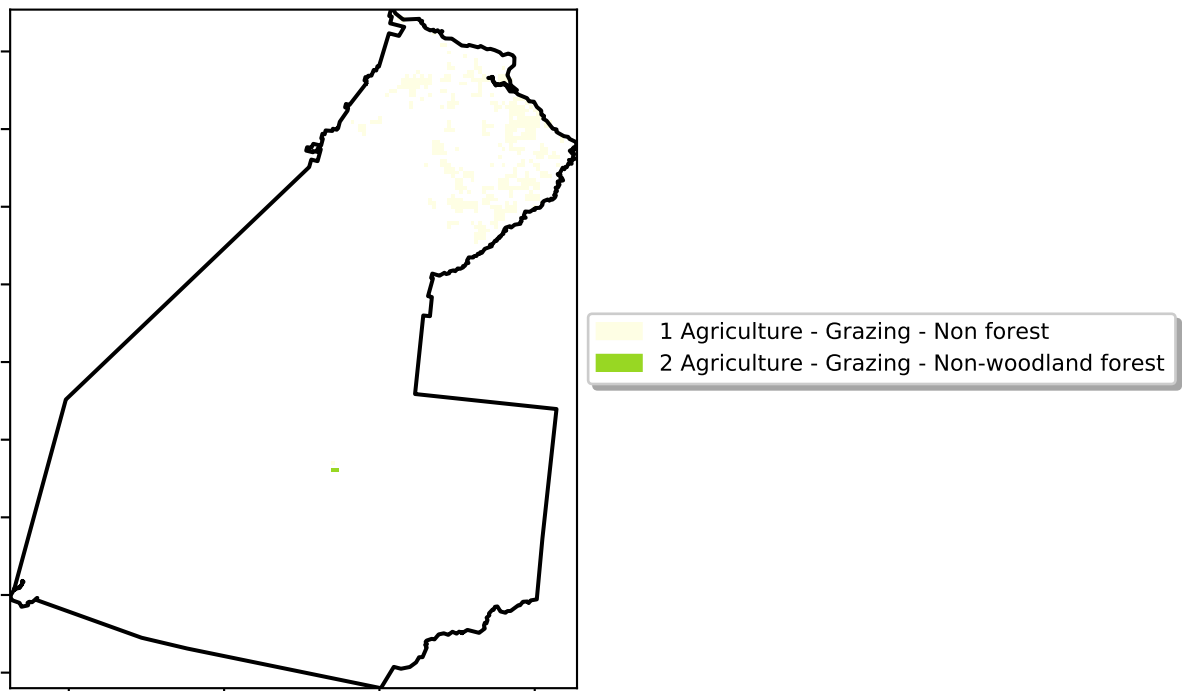 1 Agriculture - Grazing - Non forest
2 Agriculture - Grazing - Non-woodland forest